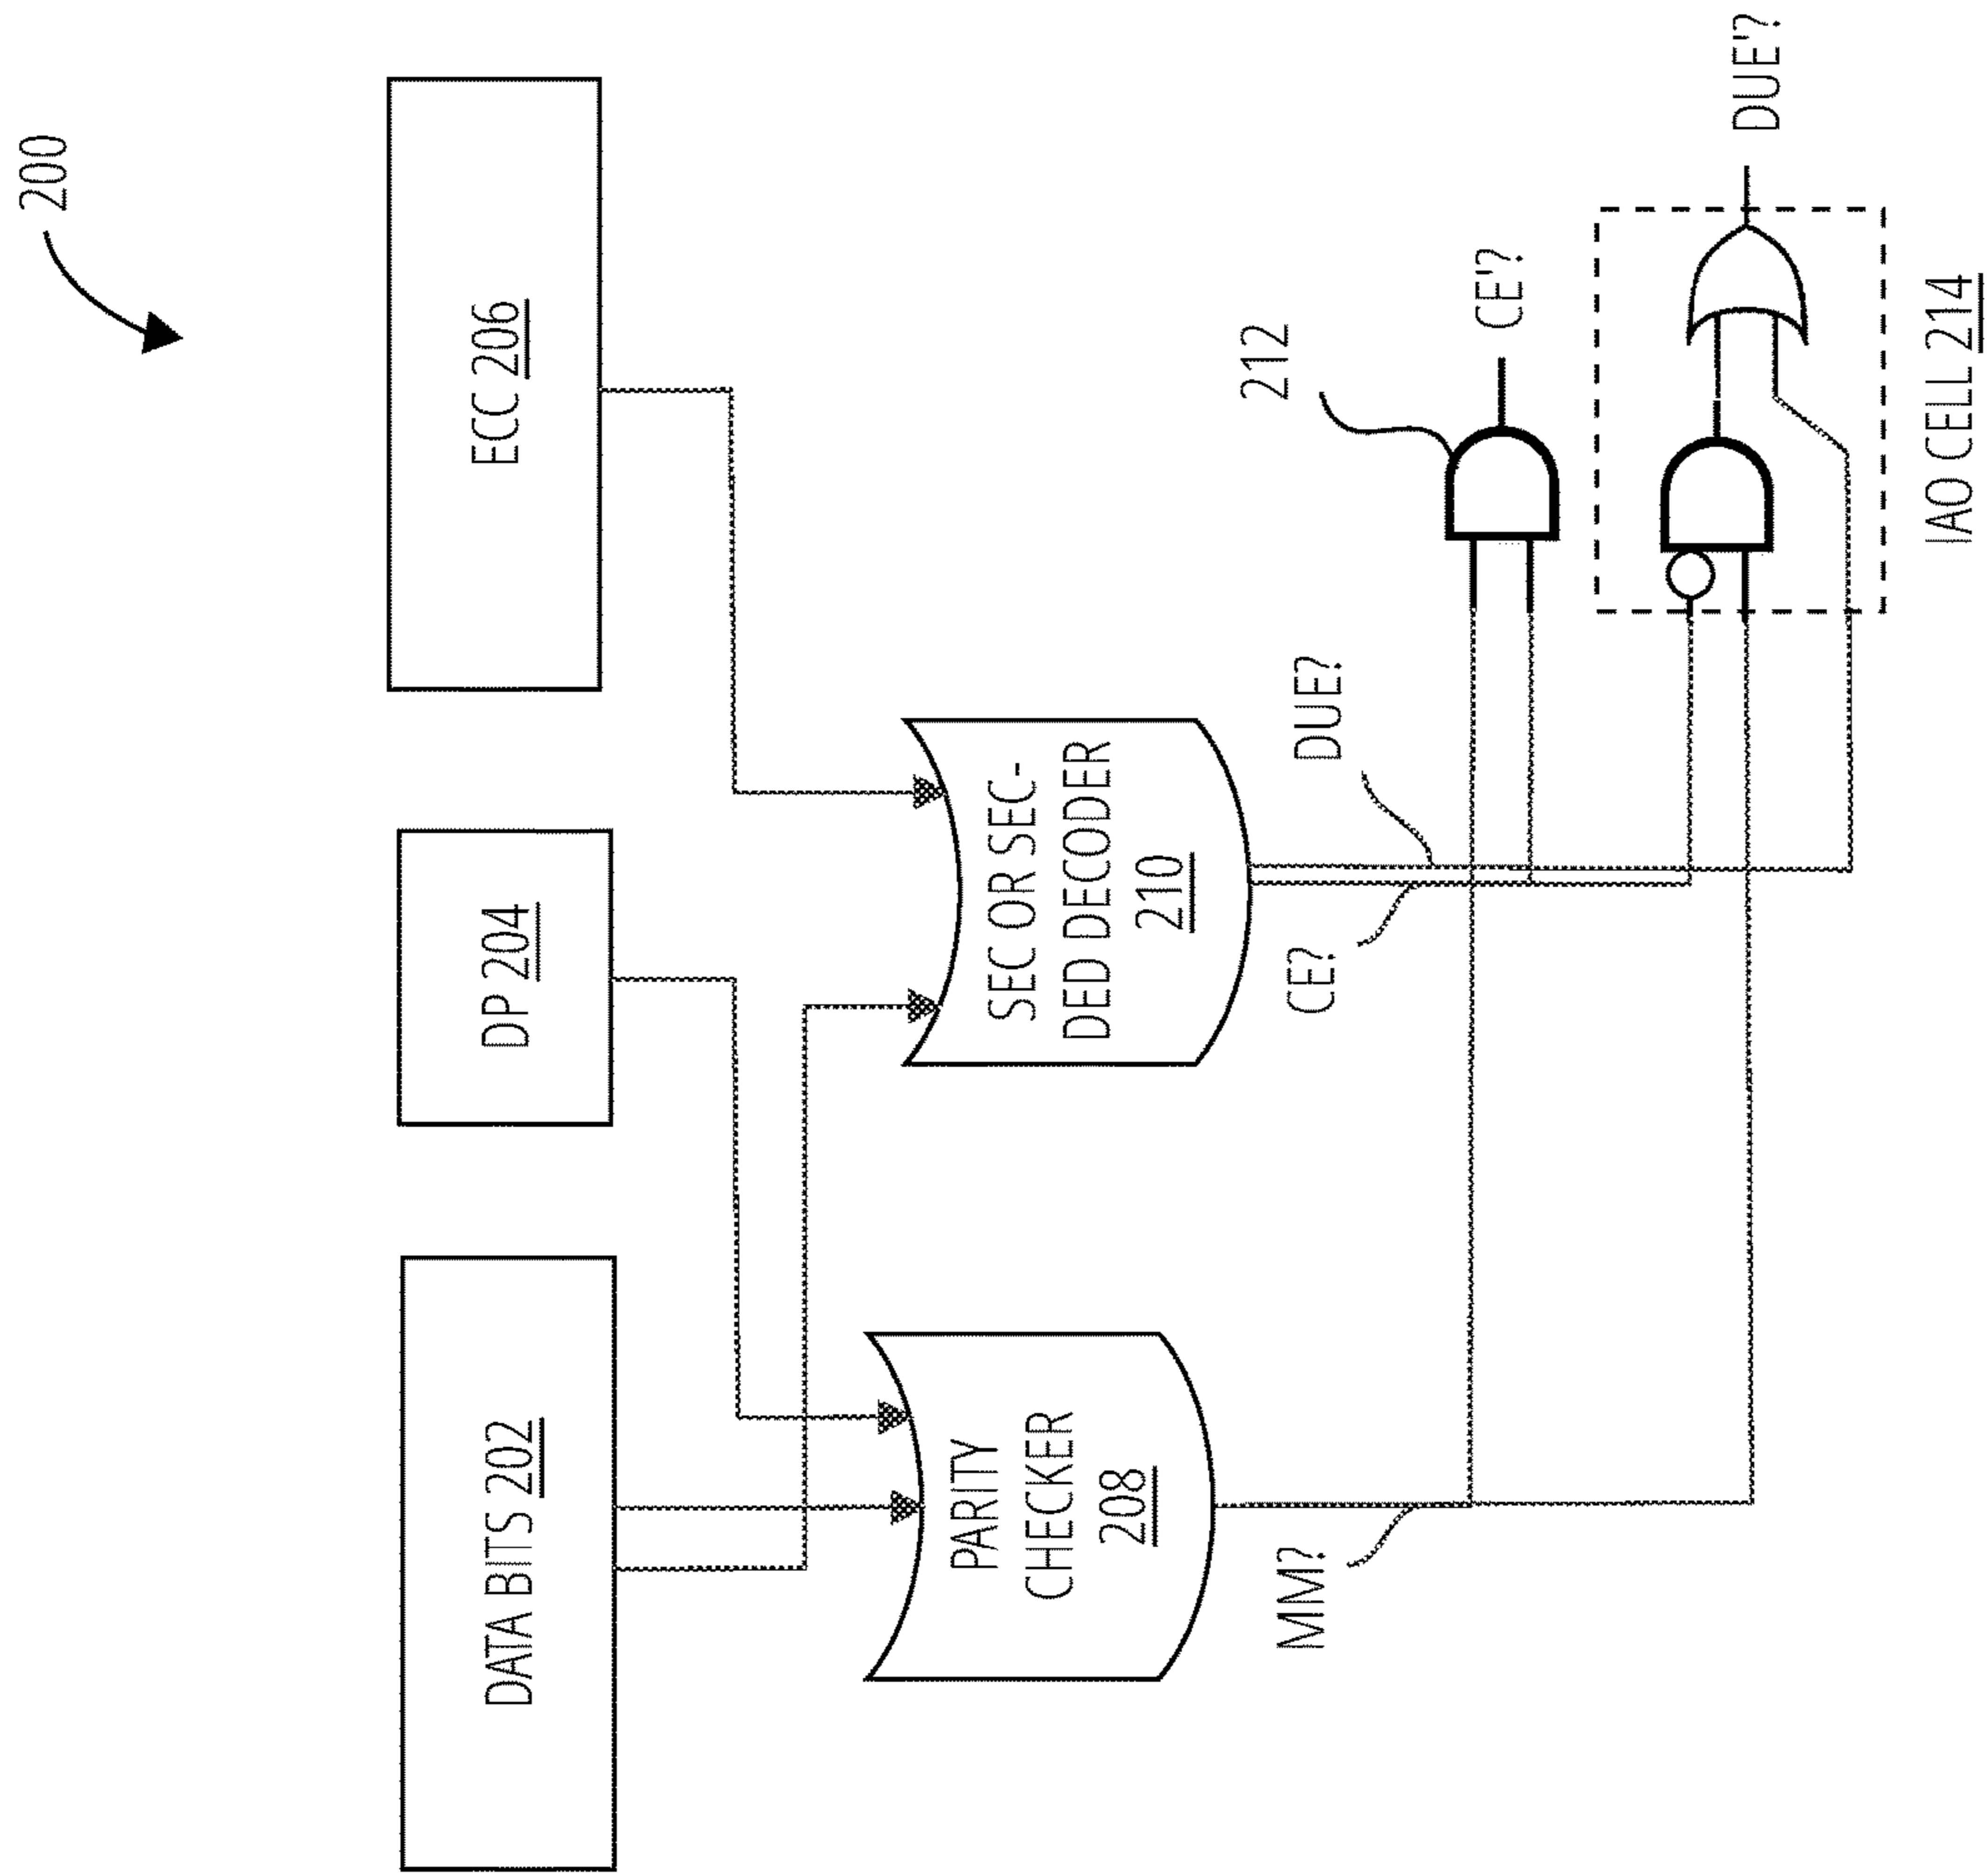 200
DATA BITS 202
DP 204
ECC 206
PARITY
CHECKER
208
SEC OR SEC-
DED DECODER
210
MM?
CE?
DUE?
212
CE'?
DUE'?
IAO CELL 214